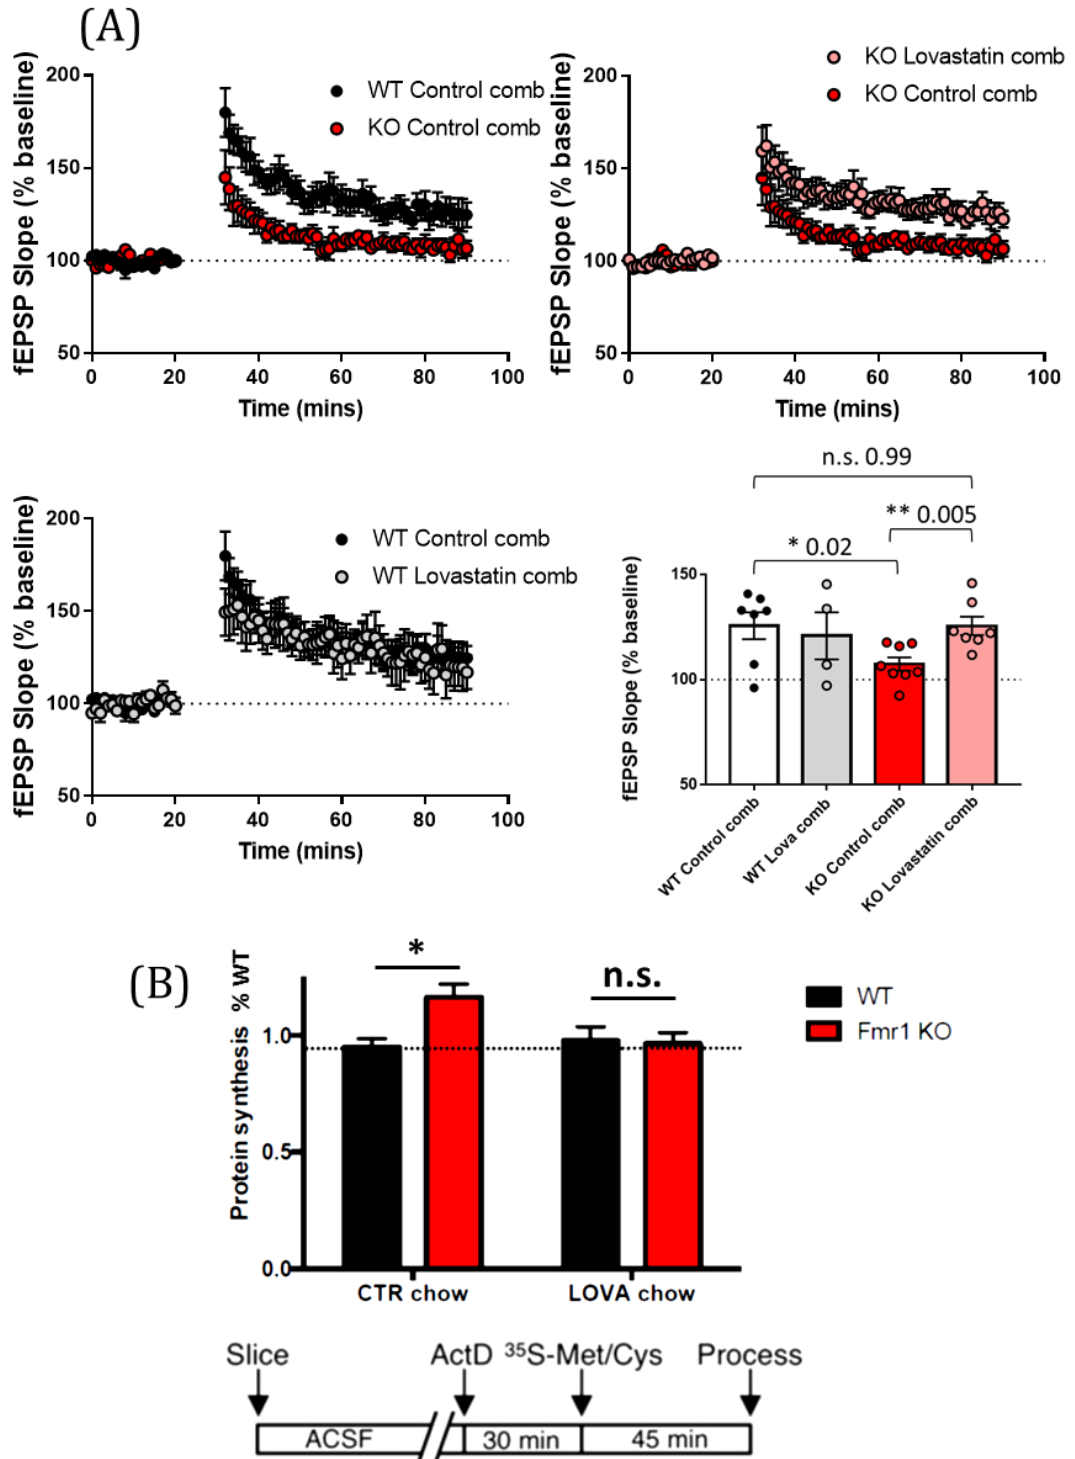 (A)
fEPSP Slope (% baseline)
200
150
100
50
0
20
40
60
80
100
Time (mins)
WT Control comb
KO Control comb
fEPSP Slope (% baseline)
200
150
100
50
0
20
40
60
80
100
Time (mins)
KO Lovastatin comb
KO Control comb
fEPSP Slope (% baseline)
200
150
100
50
0
20
40
60
80
100
Time (mins)
WT Control comb
WT Lovastatin comb
n.s. 0.99
** 0.005
* 0.02
fEPSP Slope (% baseline)
150
100
50
WT Control comb
WT Lova comb
KO Control comb
KO Lovastatin comb
(B)
Protein synthesis % WT
1.0
0.5
0.0
*
n.s.
CTR chow
LOVA chow
WT
Fmr1 KO
Slice
ActD
³⁵S-Met/Cys
Process
ACSF
30 min
45 min